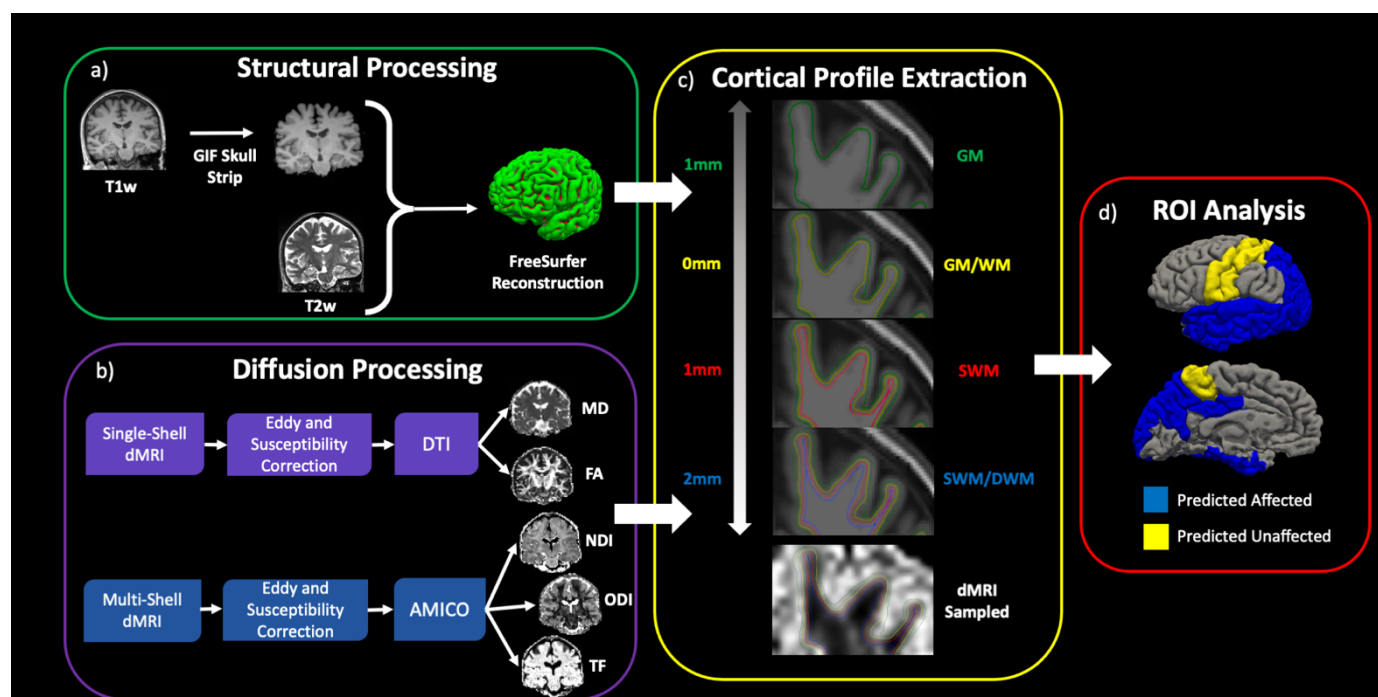 a)
Structural Processing
T1w
GIF Skull
Strip
T2w
FreeSurfer
Reconstruction
b)
Diffusion Processing
Single-Shell
dMRI
Eddy and
Susceptibility
Correction
DTI
MD
FA
Multi-Shell
dMRI
Eddy and
Susceptibility
Correction
AMICO
NDI
ODI
TF
c)
Cortical Profile Extraction
1mm
GM
0mm
GM/WM
1mm
SWM
2mm
SWM/DWM
dMRI
Sampled
d)
ROI Analysis
Predicted Affected
Predicted Unaffected